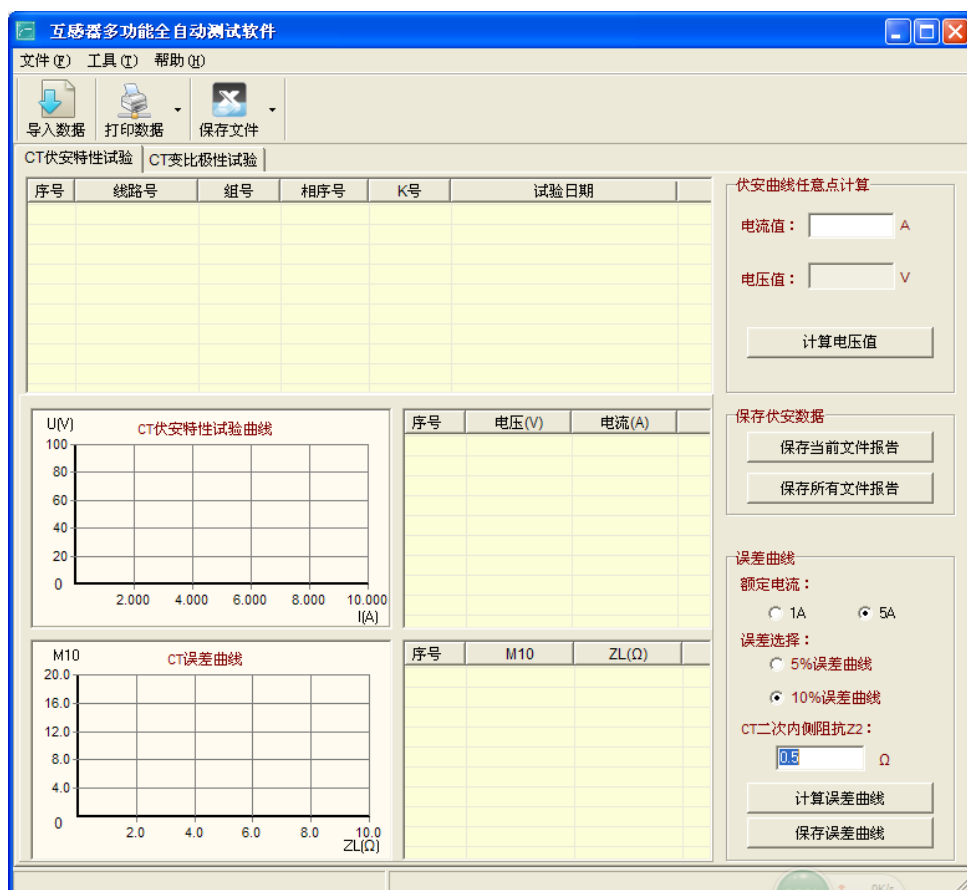 互感器多功能全自动测试软件
文件(F) 工具(T) 帮助(H)
导入数据 打印数据 保存文件
CT伏安特性试验 CT变比极性试验
序号 线路号 组号 相序号 K号 试验日期
伏安曲线任意点计算
电流值： A
电压值： V
计算电压值
U(V) CT伏安特性试验曲线
100
80
60
40
20
0
2.000 4.000 6.000 8.000 10.000
I(A)
序号 电压(V) 电流(A)
保存伏安数据
保存当前文件报告
保存所有文件报告
M10 CT误差曲线
20.0
16.0
12.0
8.0
4.0
0
2.0 4.0 6.0 8.0 10.0
ZL(Ω)
序号 M10 ZL(Ω)
误差曲线
额定电流：
1A 5A
误差选择：
5%误差曲线
10%误差曲线
CT二次内侧阻抗Z2：
0.5 Ω
计算误差曲线
保存误差曲线